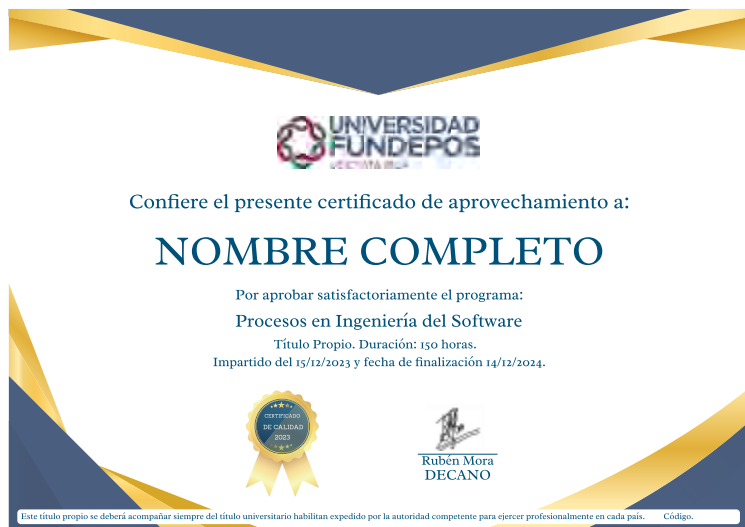 UNIVERSIDAD
FUNDEPOS
Confiere el presente certificado de aprovechamiento a:
NOMBRE COMPLETO
Por aprobar satisfactoriamente el programa:
Procesos en Ingeniería del Software
Título Propio. Duración: 150 horas.
Impartido del 15/12/2023 y fecha de finalización 14/12/2024.
CERTIFICADO
DE CALIDAD
2023
Rubén Mora
DECANO
Este título propio se deberá acompañar siempre del título universitario habilitan expedido por la autoridad competente para ejercer profesionalmente en cada país. Código.